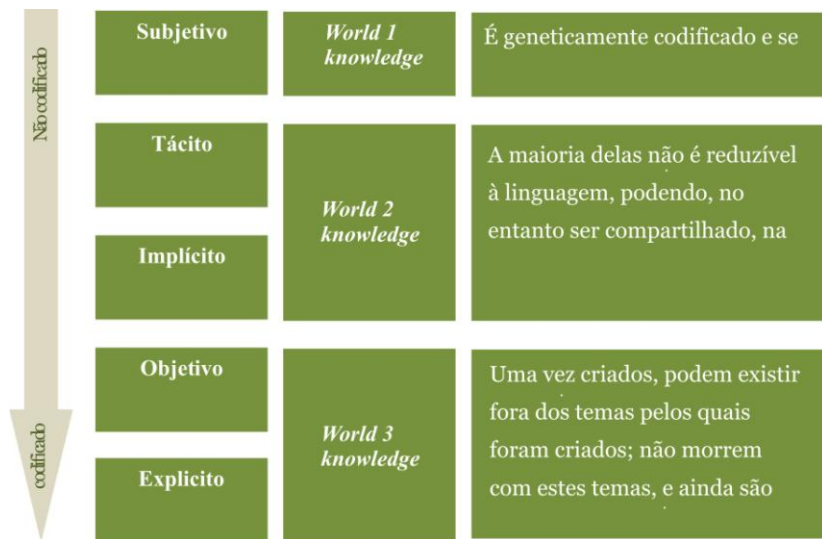 Não codificado
Subjetivo
World 1
knowledge
É geneticamente codificado e se
Tácito
Implícito
World 2
knowledge
A maioria delas não é reduzível
à linguagem, podendo, no
entanto ser compartilhado, na
Objetivo
Explicito
World 3
knowledge
Uma vez criados, podem existir
fora dos temas pelos quais
foram criados; não morrem
com estes temas, e ainda são
codificado